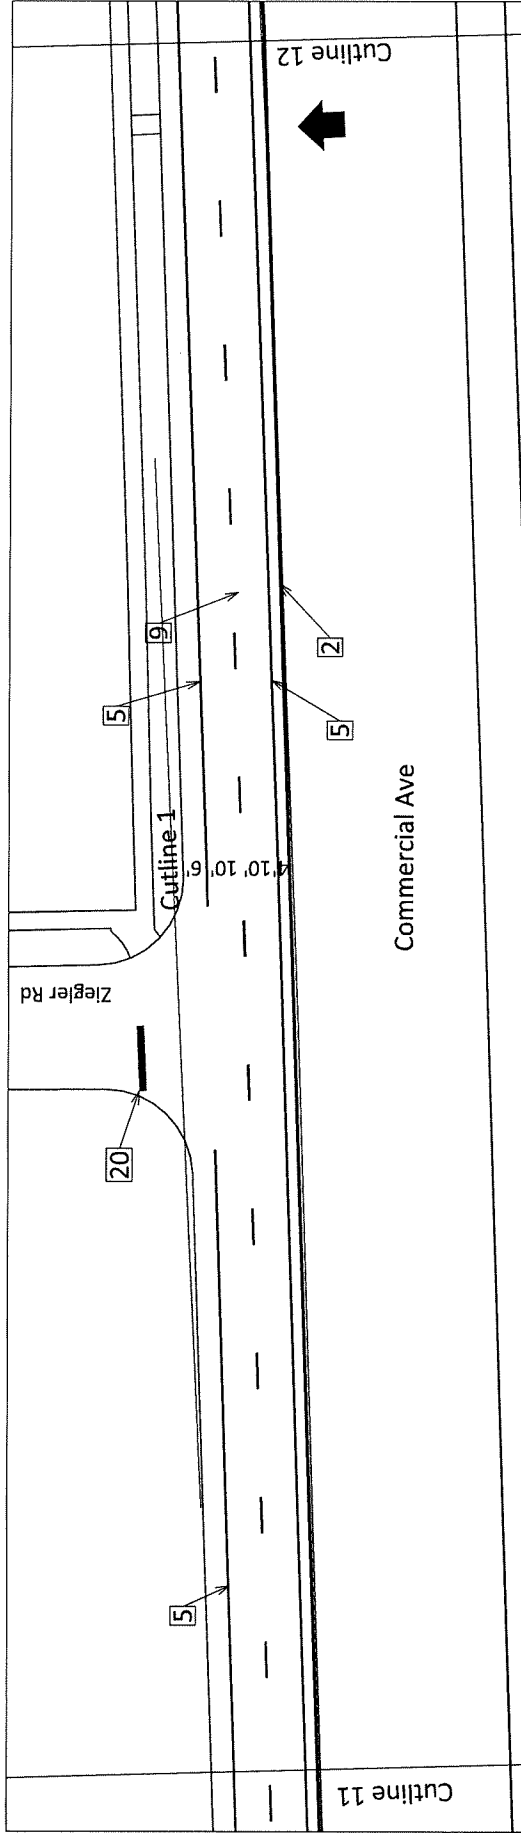 Cutline 12
9
5
2
5
Cutline 1
4' 10' 10' 6'
Commercial Ave
Ziegler Rd
20
5
Cutline 11